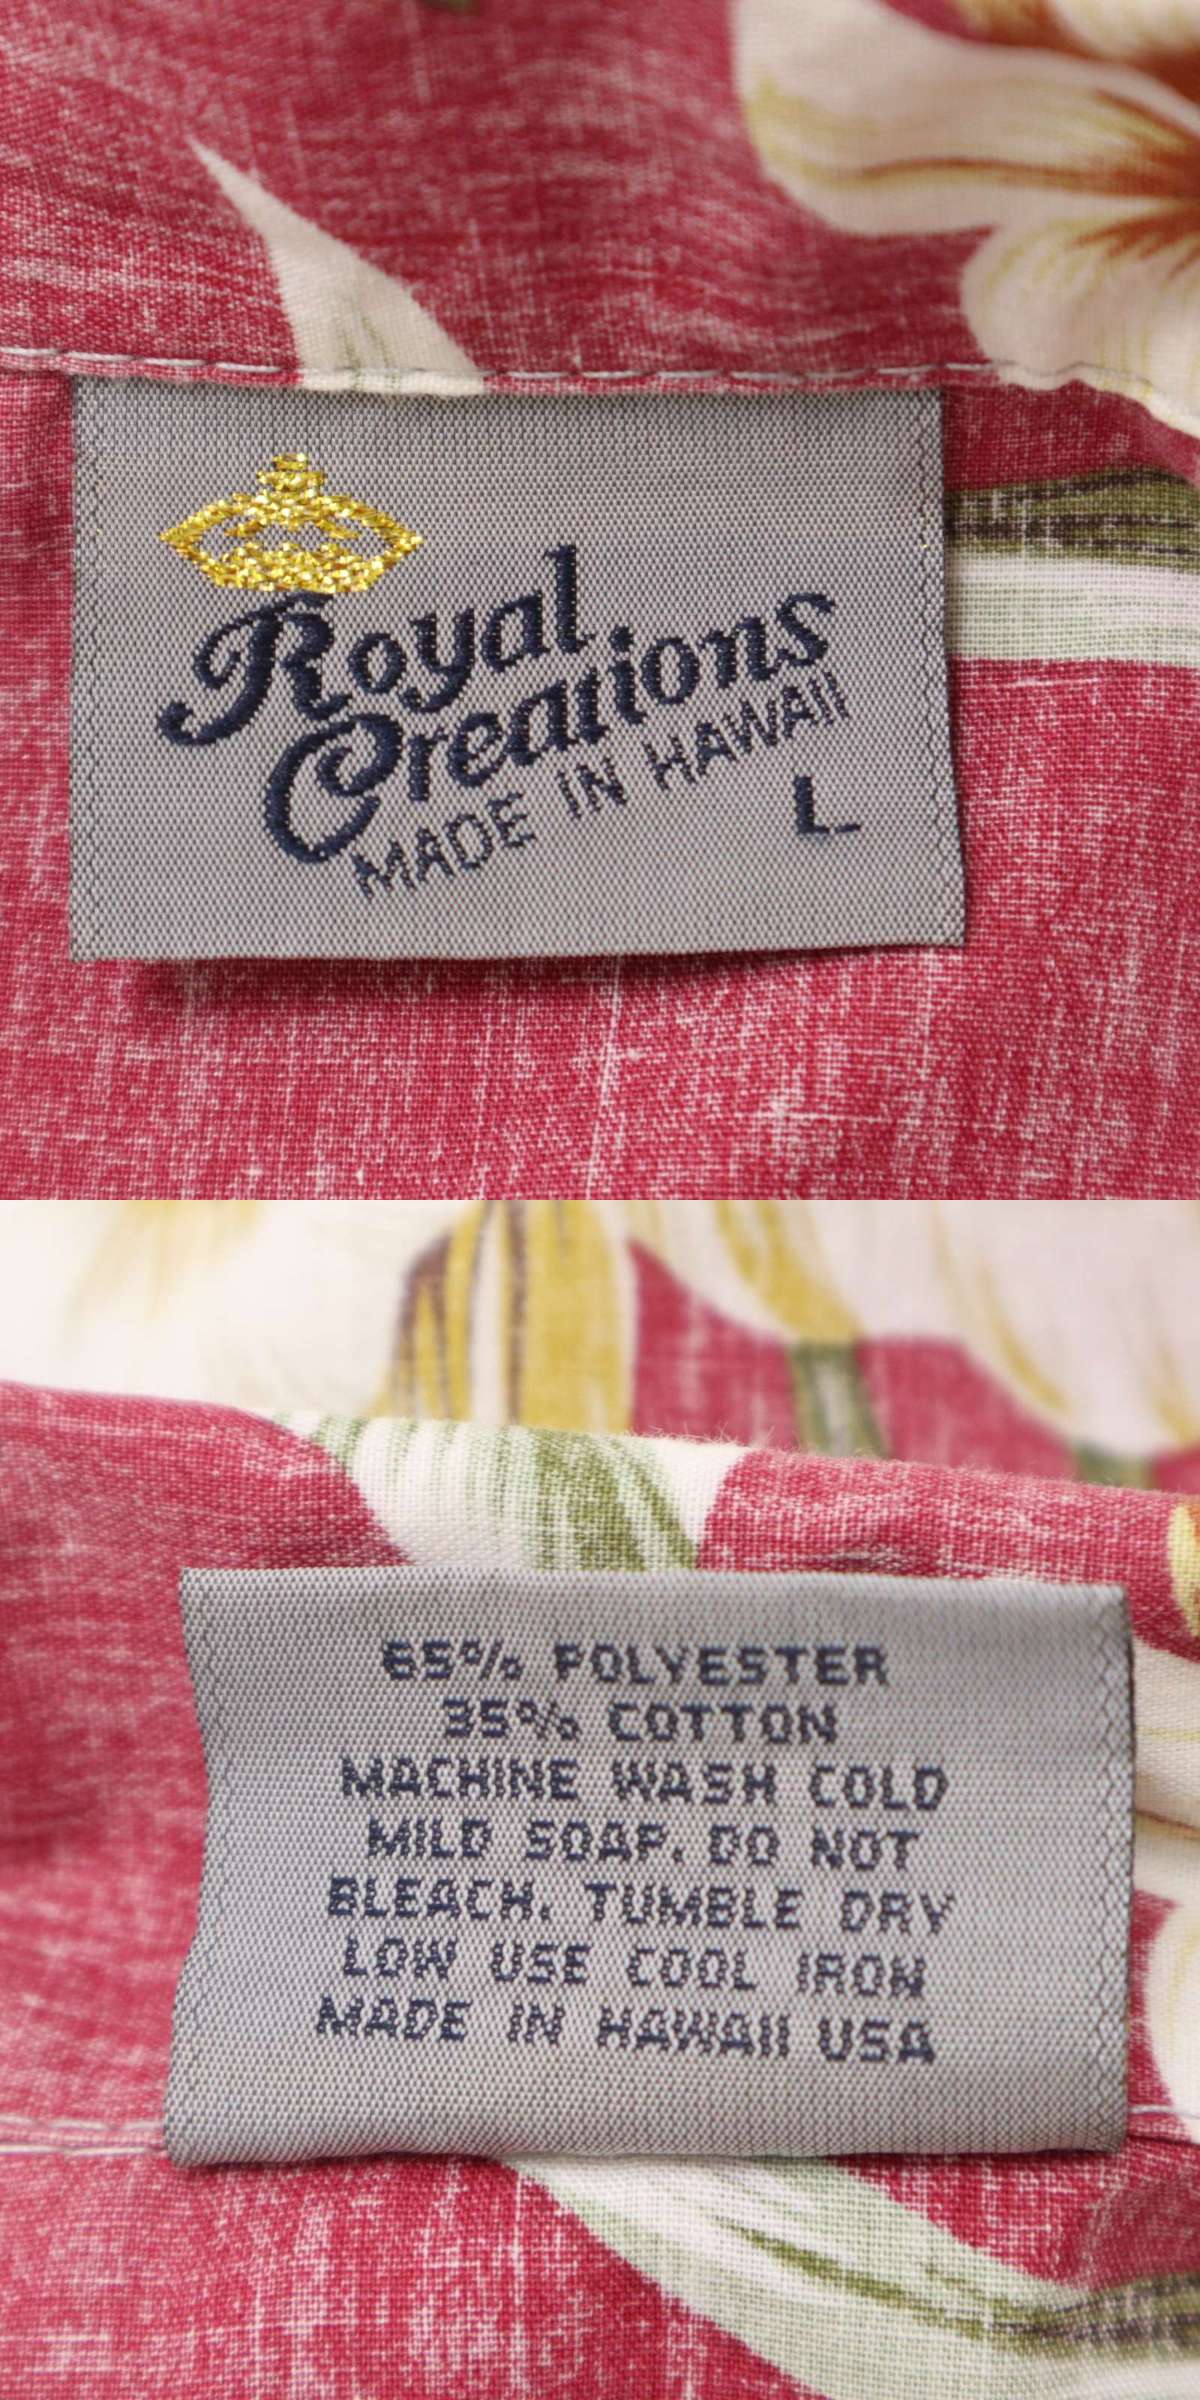 Royal
Creations
MADE IN HAWAII
L
65% POLYESTER
35% COTTON
MACHINE WASH COLD
MILD SOAP. DO NOT
BLEACH. TUMBLE DRY
LOW USE COOL IRON
MADE IN HAWAII USA